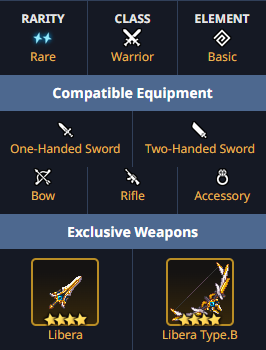 RARITY CLASS ELEMENT
Rare Warrior Basic
Compatible Equipment
One-Handed Sword Two-Handed Sword
Bow Rifle Accessory
Exclusive Weapons
Libera Libera Type.B